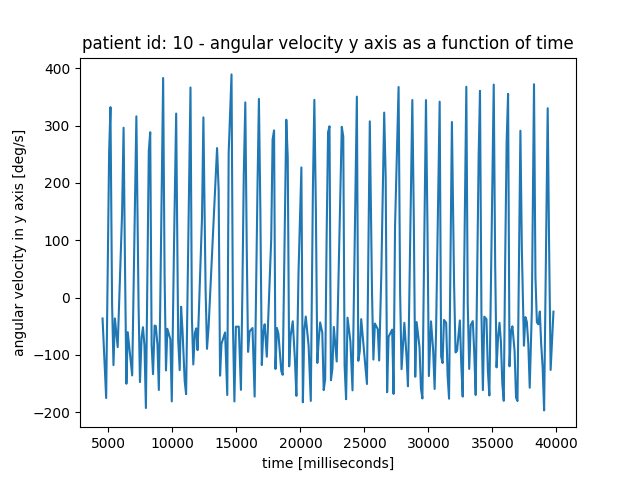 patient id: 10 - angular velocity y axis as a function of time
angular velocity in y axis [deg/s]
400
300
200
100
0
−100
−200
5000 10000 15000 20000 25000 30000 35000 40000
time [milliseconds]